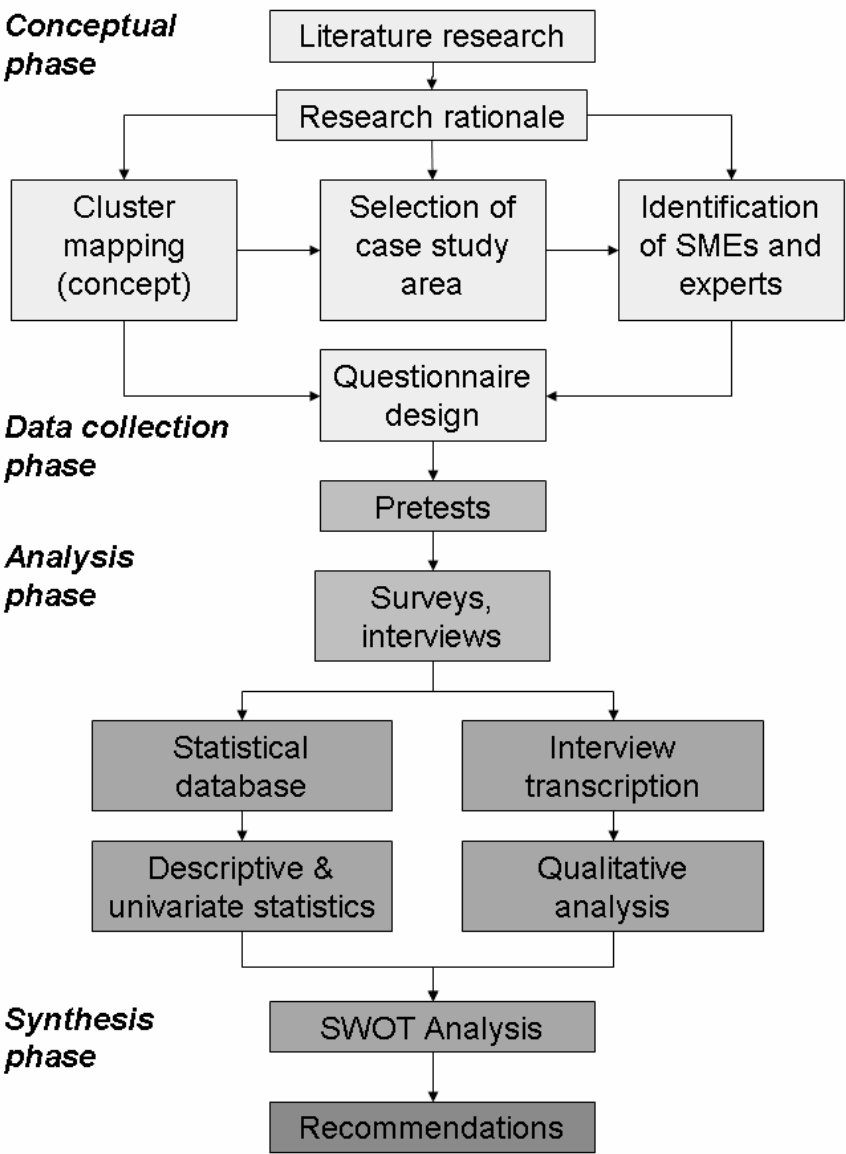 Conceptual
phase
Literature research
Research rationale
Cluster
mapping
(concept)
Selection of
case study
area
Identification
of SMEs and
experts
Questionnaire
design
Data collection
phase
Pretests
Analysis
phase
Surveys,
interviews
Statistical
database
Interview
transcription
Descriptive &
univariate statistics
Qualitative
analysis
Synthesis
phase
SWOT Analysis
Recommendations